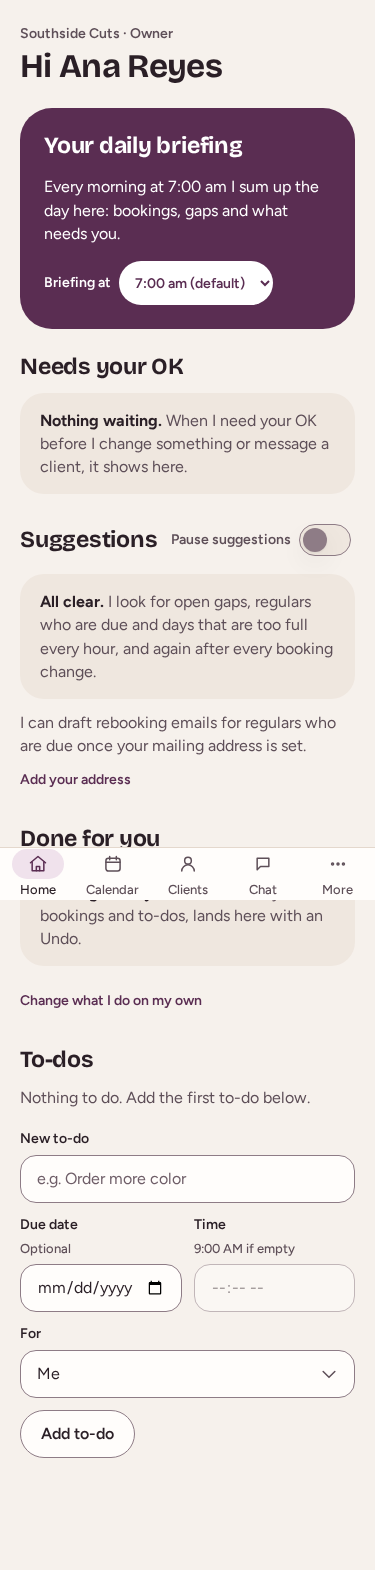 Southside Cuts · Owner
Hi Ana Reyes
Your daily briefing
Every morning at 7:00 am I sum up the
day here: bookings, gaps and what
needs you.
Briefing at 7:00 am (default)
Needs your OK
Nothing waiting. When I need your OK
before I change something or message a
client, it shows here.
Suggestions Pause suggestions
All clear. I look for open gaps, regulars
who are due and days that are too full
every hour, and again after every booking
change.
I can draft rebooking emails for regulars who
are due once your mailing address is set.
Add your address
Done for you
Home Calendar Clients Chat More
bookings and to-dos, lands here with an
Undo.
Change what I do on my own
To-dos
Nothing to do. Add the first to-do below.
New to-do
e.g. Order more color
Due date Time
Optional 9:00 AM if empty
mm/dd/yyyy --:-- --
For
Me
Add to-do